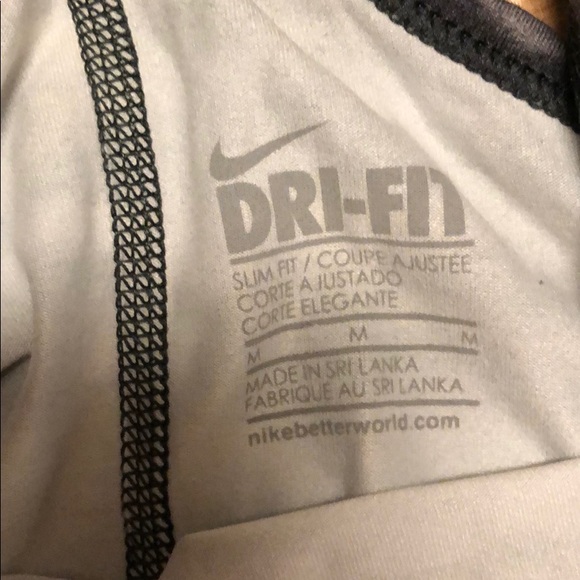 DRI-FIT
SLIM FIT / COUPE AJUSTÉE
CORTE AJUSTADO
CORTE ELEGANTE
M M M
MADE IN SRI LANKA
FABRIQUE AU SRI LANKA
nikebetterworld.com